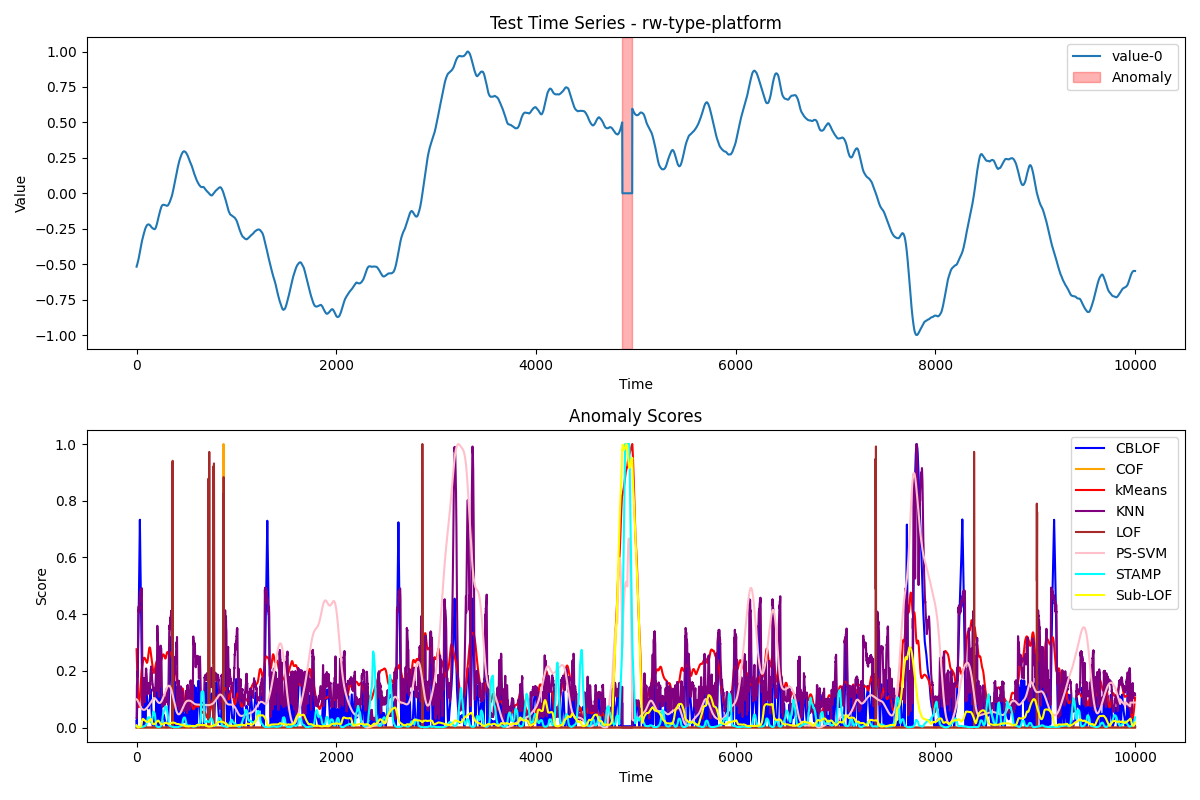 Test Time Series - rw-type-platform
Value
1.00
0.75
0.50
0.25
0.00
−0.25
−0.50
−0.75
−1.00
value-0
Anomaly
0
2000
4000
6000
8000
10000
Time
Anomaly Scores
Score
1.0
0.8
0.6
0.4
0.2
0.0
CBLOF
COF
kMeans
KNN
LOF
PS-SVM
STAMP
Sub-LOF
0
2000
4000
6000
8000
10000
Time